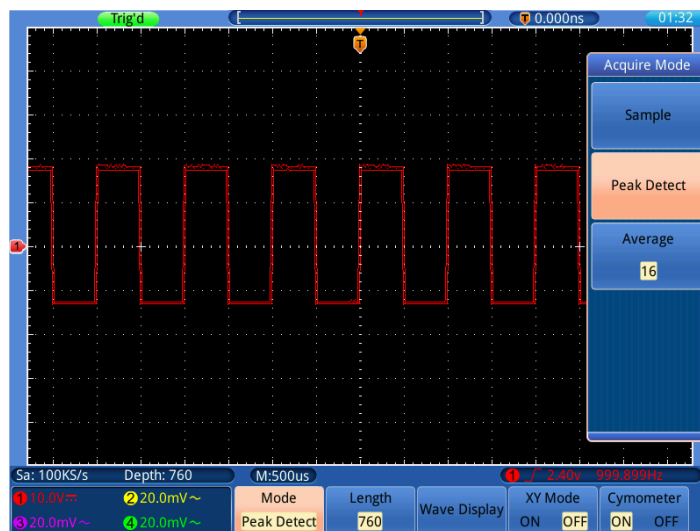 Trig'd
T 0.000ns
01:32
T
Acquire Mode
Sample
Peak Detect
Average
16
1
Sa: 100KS/s Depth: 760 M:500us 1 2.40v 999.899Hz
1 10.0V 2 20.0mV～ Mode Length Wave Display XY Mode Cymometer
3 20.0mV～ 4 20.0mV～ Peak Detect 760 ON OFF ON OFF